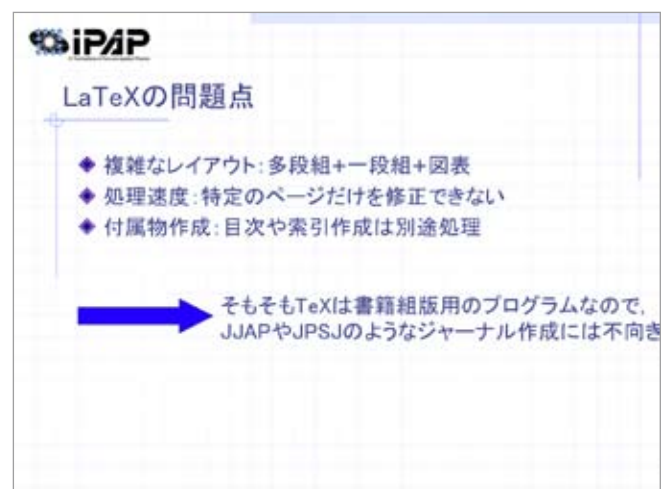 iPAP
LaTeXの問題点
複雑なレイアウト:多段組+一段組+図表
処理速度:特定のページだけを修正できない
付属物作成:目次や索引作成は別途処理
そもそもTeXは書籍組版用のプログラムなので,
JJAPやJPSJのようなジャーナル作成には不向き